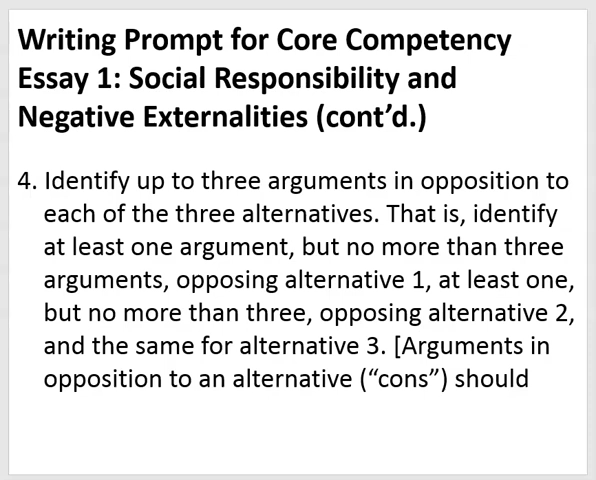 Writing Prompt for Core Competency
Essay 1: Social Responsibility and
Negative Externalities (cont’d.)
4. Identify up to three arguments in opposition to
each of the three alternatives. That is, identify
at least one argument, but no more than three
arguments, opposing alternative 1, at least one,
but no more than three, opposing alternative 2,
and the same for alternative 3. [Arguments in
opposition to an alternative (“cons”) should